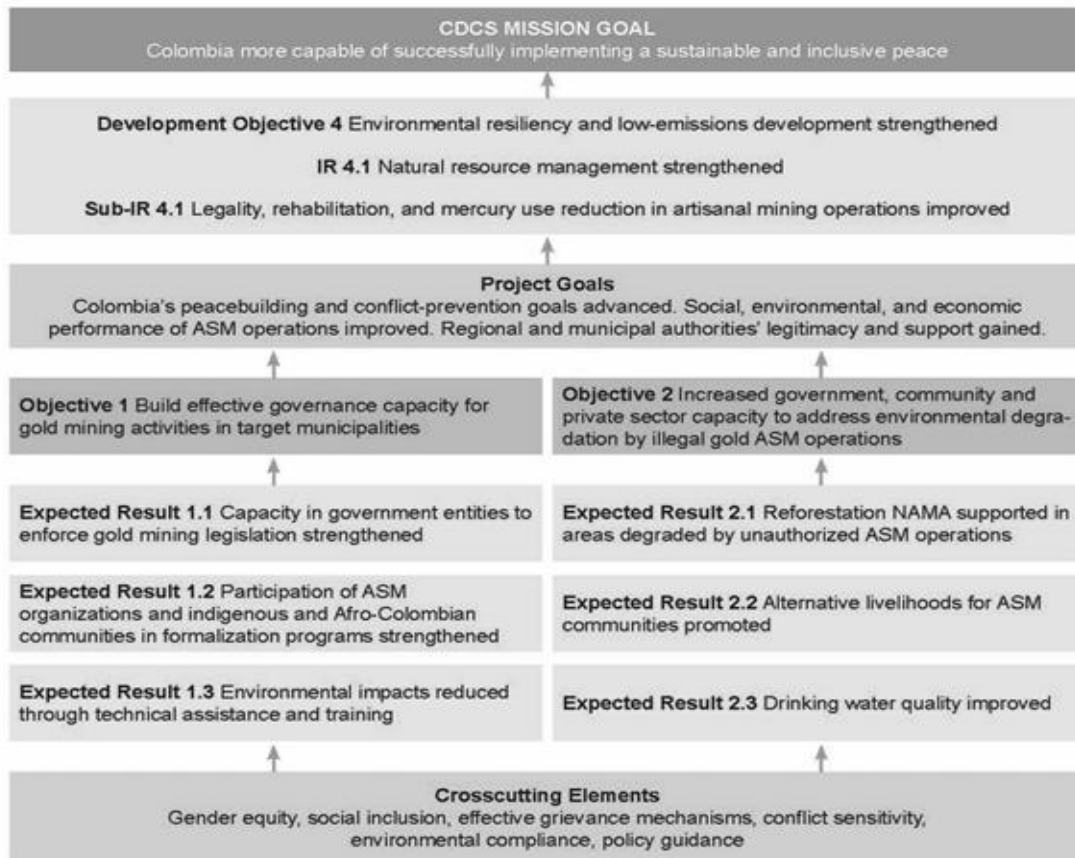 CDCS MISSION GOAL
Colombia more capable of successfully implementing a sustainable and inclusive peace
Development Objective 4 Environmental resiliency and low-emissions development strengthened
IR 4.1 Natural resource management strengthened
Sub-IR 4.1 Legality, rehabilitation, and mercury use reduction in artisanal mining operations improved
Project Goals
Colombia's peacebuilding and conflict-prevention goals advanced. Social, environmental, and economic
performance of ASM operations improved. Regional and municipal authorities' legitimacy and support gained.
Objective 1 Build effective governance capacity for
gold mining activities in target municipalities
Expected Result 1.1 Capacity in government entities to
enforce gold mining legislation strengthened
Expected Result 1.2 Participation of ASM
organizations and indigenous and Afro-Colombian
communities in formalization programs strengthened
Expected Result 1.3 Environmental impacts reduced
through technical assistance and training
Objective 2 Increased government, community and
private sector capacity to address environmental degra-
dation by illegal gold ASM operations
Expected Result 2.1 Reforestation NAMA supported in
areas degraded by unauthorized ASM operations
Expected Result 2.2 Alternative livelihoods for ASM
communities promoted
Expected Result 2.3 Drinking water quality improved
Crosscutting Elements
Gender equity, social inclusion, effective grievance mechanisms, conflict sensitivity,
environmental compliance, policy guidance